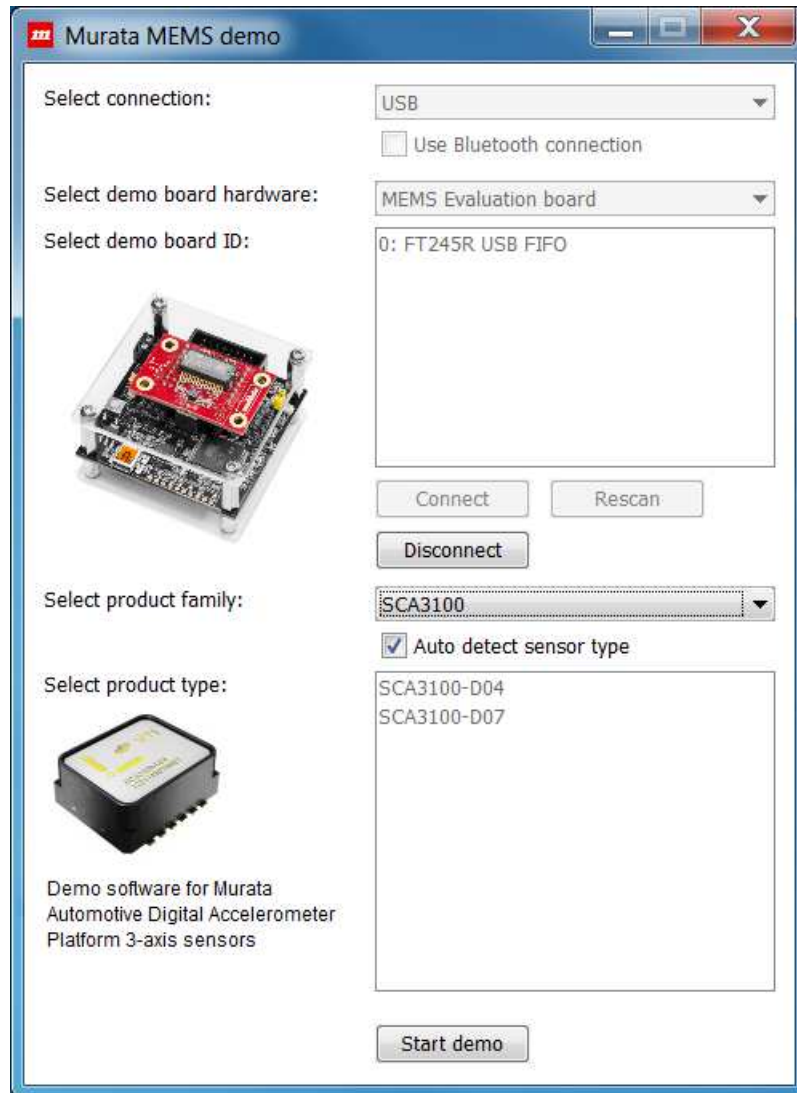 Murata MEMS demo
Select connection:
USB
Use Bluetooth connection
Select demo board hardware:
MEMS Evaluation board
Select demo board ID:
0: FT245R USB FIFO
Connect
Rescan
Disconnect
Select product family:
SCA3100
Auto detect sensor type
Select product type:
SCA3100-D04
SCA3100-D07
Demo software for Murata
Automotive Digital Accelerometer
Platform 3-axis sensors
Start demo